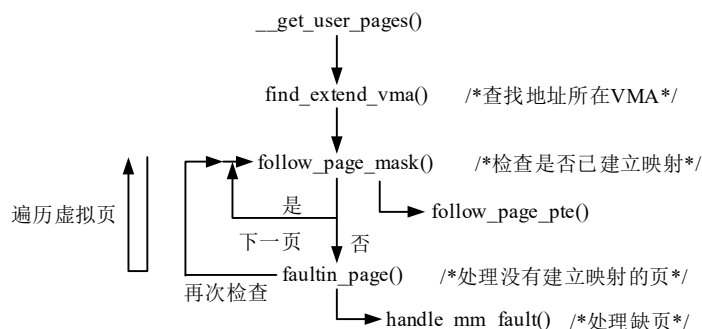 __get_user_pages()
find_extend_vma() /*查找地址所在VMA*/
follow_page_mask() /*检查是否已建立映射*/
是
follow_page_pte()
遍历虚拟页
下一页
否
faultin_page() /*处理没有建立映射的页*/
再次检查
handle_mm_fault() /*处理缺页*/